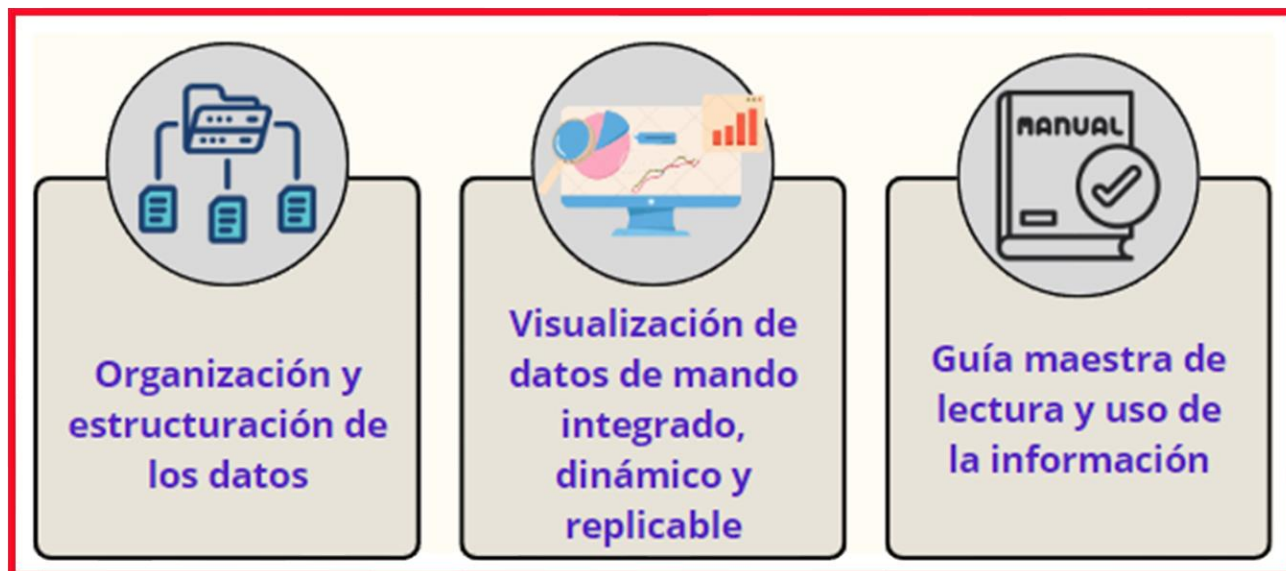 Organización y
estructuración de
los datos
Visualización de
datos de mando
integrado,
dinámico y
replicable
MANUAL
Guía maestra de
lectura y uso de
la información